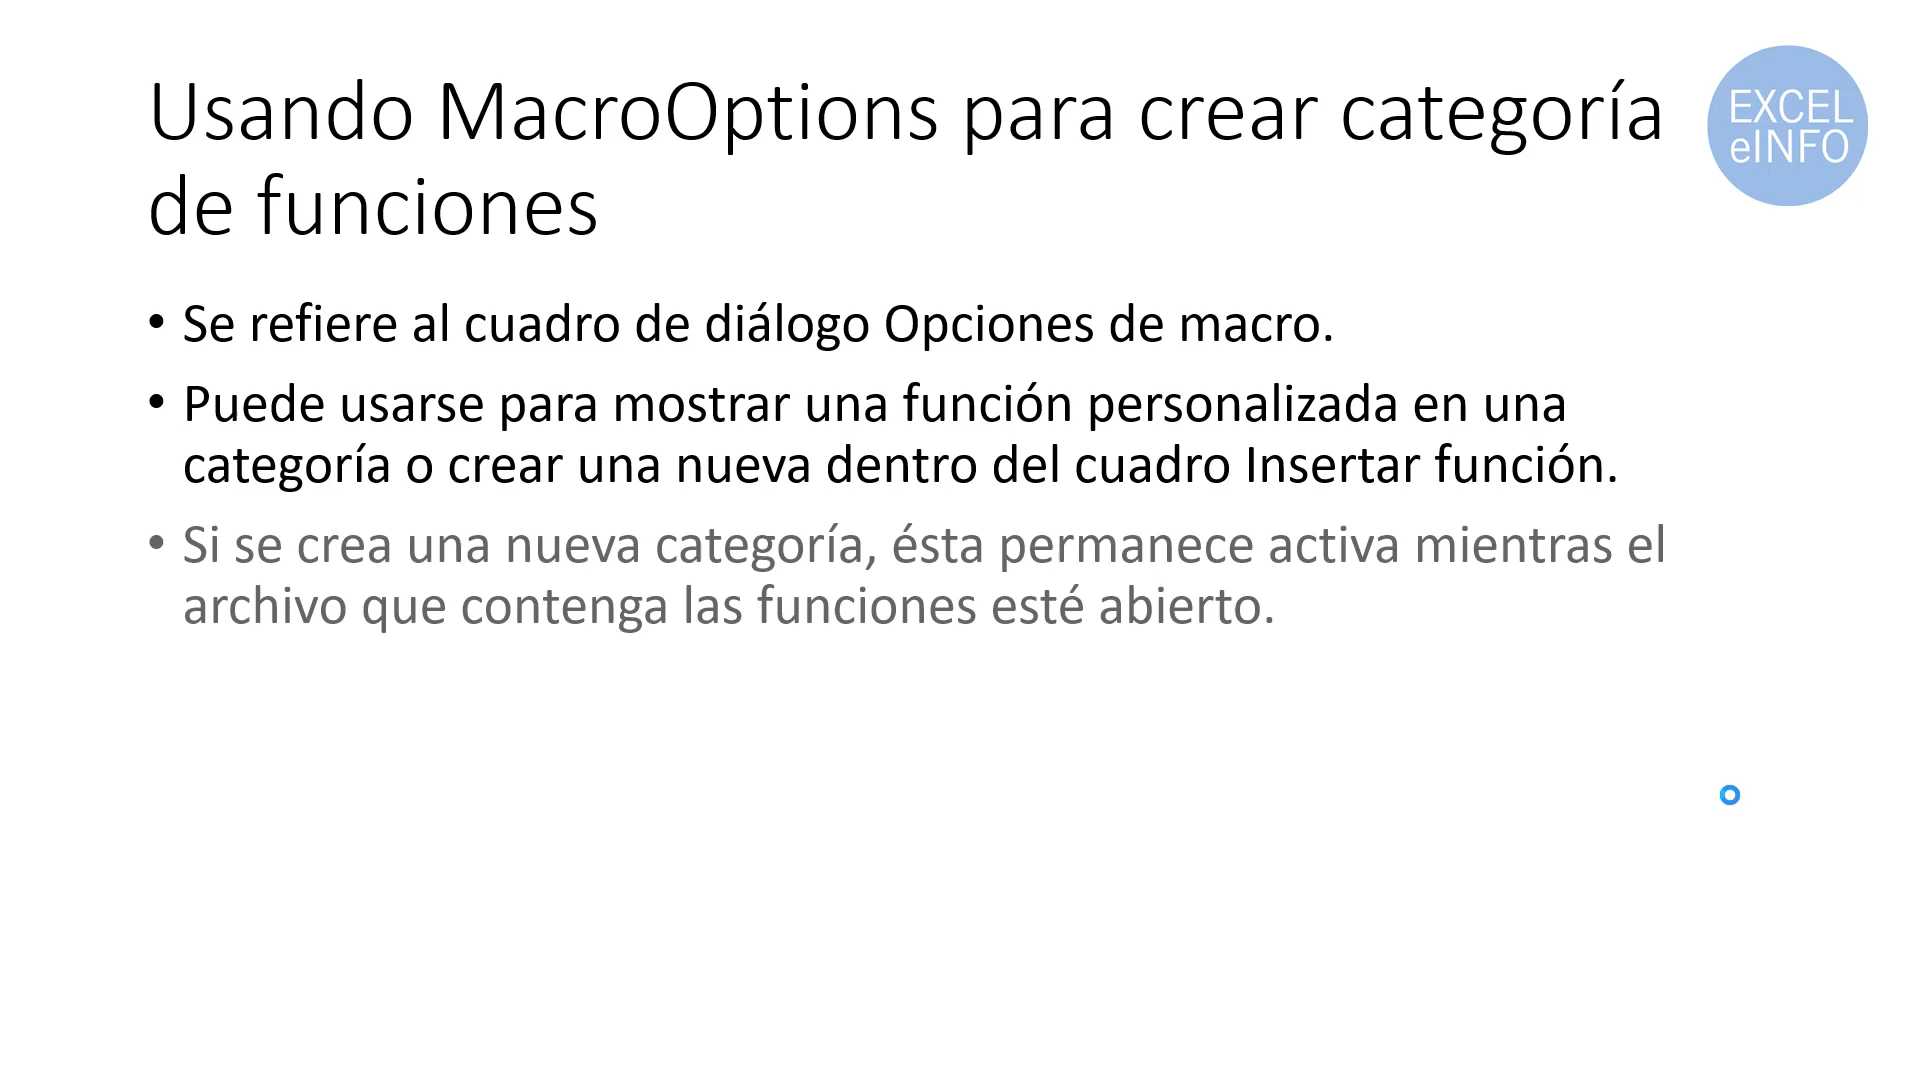 Usando MacroOptions para crear categoría
de funciones
EXCEL
eINFO
• Se refiere al cuadro de diálogo Opciones de macro.
• Puede usarse para mostrar una función personalizada en una
categoría o crear una nueva dentro del cuadro Insertar función.
• Si se crea una nueva categoría, ésta permanece activa mientras el
archivo que contenga las funciones esté abierto.